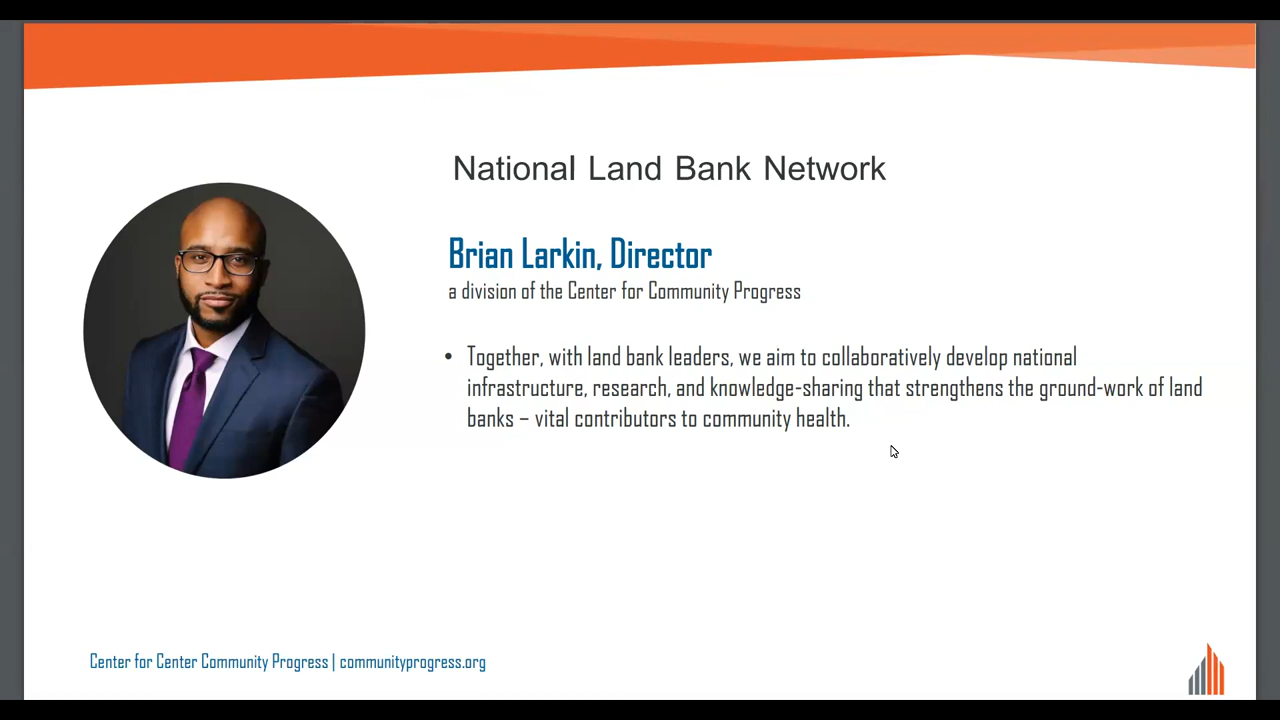 National Land Bank Network
Brian Larkin, Director
a division of the Center for Community Progress
• Together, with land bank leaders, we aim to collaboratively develop national
infrastructure, research, and knowledge-sharing that strengthens the ground-work of land
banks – vital contributors to community health.
Center for Center Community Progress | communityprogress.org